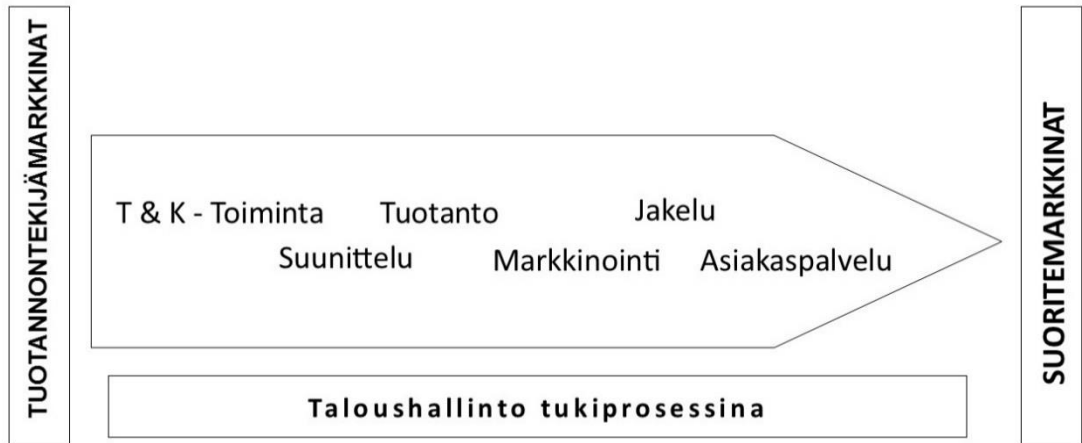 TUOTANNONTEKIJÄMARKKINAT
T & K - Toiminta
Suunittelu
Tuotanto
Markkinointi
Jakelu
Asiakaspalvelu
Taloushallinto tukiprosessina
SUORITEMARKKINAT